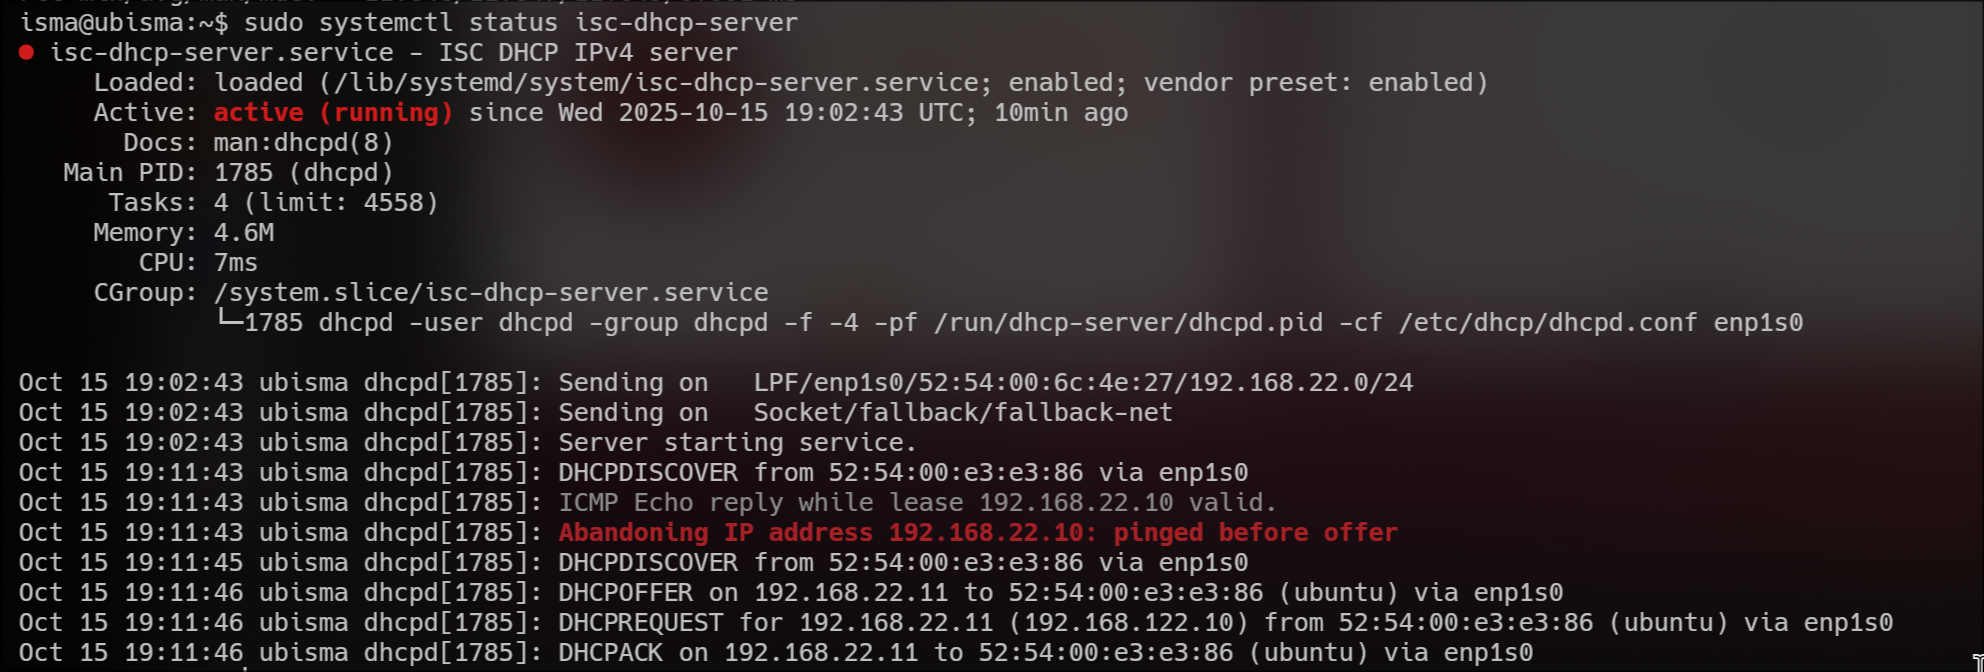 isma@ubisma:~$ sudo systemctl status isc-dhcp-server
● isc-dhcp-server.service - ISC DHCP IPv4 server
     Loaded: loaded (/lib/systemd/system/isc-dhcp-server.service; enabled; vendor preset: enabled)
     Active: active (running) since Wed 2025-10-15 19:02:43 UTC; 10min ago
       Docs: man:dhcpd(8)
   Main PID: 1785 (dhcpd)
      Tasks: 4 (limit: 4558)
     Memory: 4.6M
        CPU: 7ms
     CGroup: /system.slice/isc-dhcp-server.service
             └─1785 dhcpd -user dhcpd -group dhcpd -f -4 -pf /run/dhcp-server/dhcpd.pid -cf /etc/dhcp/dhcpd.conf enp1s0

Oct 15 19:02:43 ubisma dhcpd[1785]: Sending on   LPF/enp1s0/52:54:00:6c:4e:27/192.168.22.0/24
Oct 15 19:02:43 ubisma dhcpd[1785]: Sending on   Socket/fallback/fallback-net
Oct 15 19:02:43 ubisma dhcpd[1785]: Server starting service.
Oct 15 19:11:43 ubisma dhcpd[1785]: DHCPDISCOVER from 52:54:00:e3:e3:86 via enp1s0
Oct 15 19:11:43 ubisma dhcpd[1785]: ICMP Echo reply while lease 192.168.22.10 valid.
Oct 15 19:11:43 ubisma dhcpd[1785]: Abandoning IP address 192.168.22.10: pinged before offer
Oct 15 19:11:45 ubisma dhcpd[1785]: DHCPDISCOVER from 52:54:00:e3:e3:86 via enp1s0
Oct 15 19:11:46 ubisma dhcpd[1785]: DHCPOFFER on 192.168.22.11 to 52:54:00:e3:e3:86 (ubuntu) via enp1s0
Oct 15 19:11:46 ubisma dhcpd[1785]: DHCPREQUEST for 192.168.22.11 (192.168.122.10) from 52:54:00:e3:e3:86 (ubuntu) via enp1s0
Oct 15 19:11:46 ubisma dhcpd[1785]: DHCPACK on 192.168.22.11 to 52:54:00:e3:e3:86 (ubuntu) via enp1s0